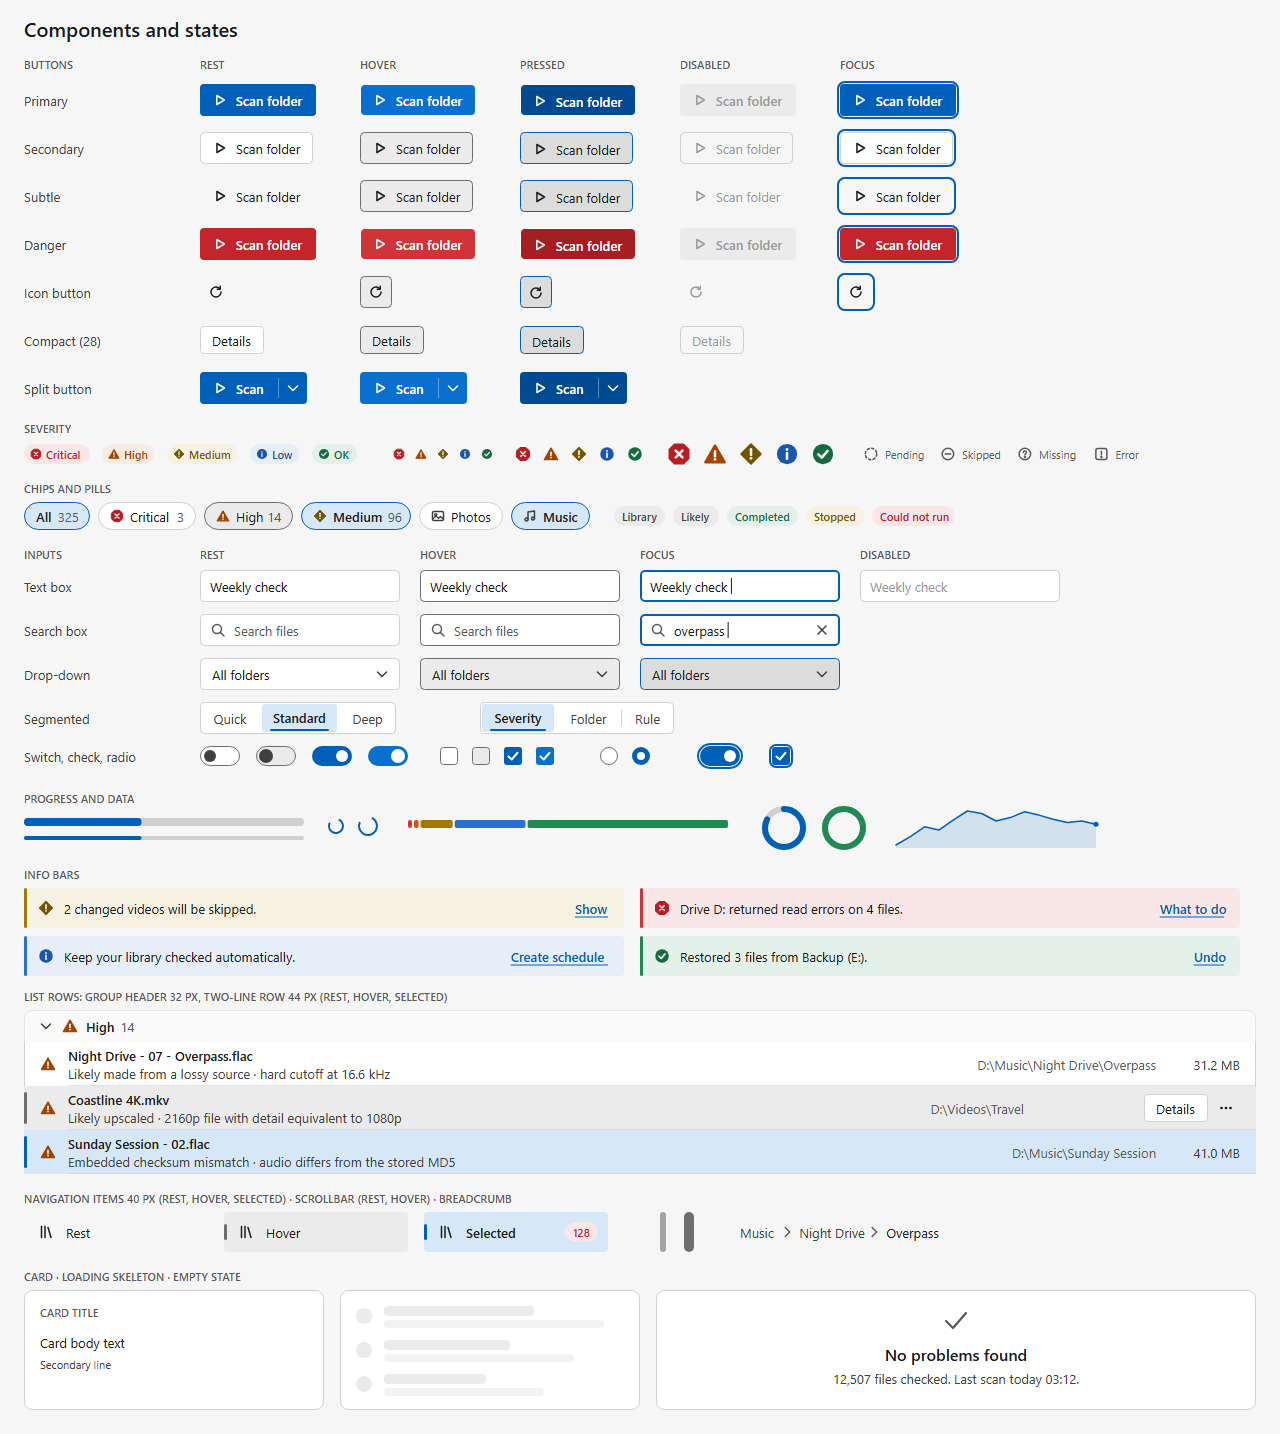 Components and states
BUTTONS REST HOVER PRESSED DISABLED FOCUS
Primary Scan folder Scan folder Scan folder Scan folder Scan folder
Secondary Scan folder Scan folder Scan folder Scan folder Scan folder
Subtle Scan folder Scan folder Scan folder Scan folder Scan folder
Danger Scan folder Scan folder Scan folder Scan folder Scan folder
Icon button
Compact (28) Details Details Details Details
Split button Scan Scan Scan
SEVERITY
Critical High Medium Low OK Pending Skipped Missing Error
CHIPS AND PILLS
All 325 Critical 3 High 14 Medium 96 Photos Music Library Likely Completed Stopped Could not run
INPUTS REST HOVER FOCUS DISABLED
Text box Weekly check Weekly check Weekly check Weekly check
Search box Search files Search files overpass
Drop-down All folders All folders All folders
Segmented Quick Standard Deep Severity Folder Rule
Switch, check, radio
PROGRESS AND DATA
INFO BARS
2 changed videos will be skipped. Show Drive D: returned read errors on 4 files. What to do
Keep your library checked automatically. Create schedule Restored 3 files from Backup (E:). Undo
LIST ROWS: GROUP HEADER 32 PX, TWO-LINE ROW 44 PX (REST, HOVER, SELECTED)
High 14
Night Drive - 07 - Overpass.flac
Likely made from a lossy source · hard cutoff at 16.6 kHz D:\Music\Night Drive\Overpass 31.2 MB
Coastline 4K.mkv
Likely upscaled · 2160p file with detail equivalent to 1080p D:\Videos\Travel Details
Sunday Session - 02.flac
Embedded checksum mismatch · audio differs from the stored MD5 D:\Music\Sunday Session 41.0 MB
NAVIGATION ITEMS 40 PX (REST, HOVER, SELECTED) · SCROLLBAR (REST, HOVER) · BREADCRUMB
Rest Hover Selected 128 Music Night Drive Overpass
CARD · LOADING SKELETON · EMPTY STATE
CARD TITLE
Card body text
Secondary line
No problems found
12,507 files checked. Last scan today 03:12.